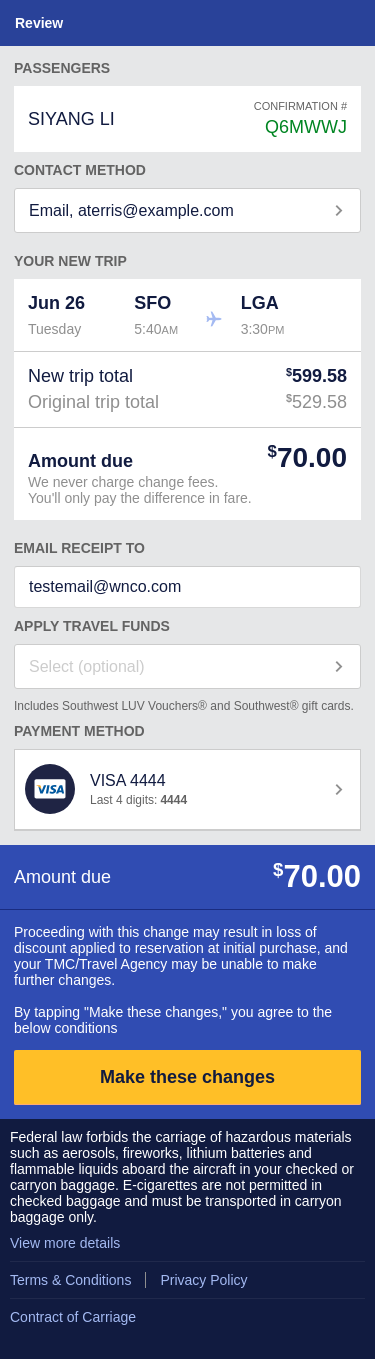 Review
PASSENGERS
SIYANG LI
CONFIRMATION #
Q6MWWJ
CONTACT METHOD
Email, aterris@example.com
YOUR NEW TRIP
Jun 26 SFO LGA
Tuesday 5:40AM 3:30PM
New trip total $599.58
Original trip total $529.58
Amount due $70.00
We never charge change fees.
You'll only pay the difference in fare.
EMAIL RECEIPT TO
testemail@wnco.com
APPLY TRAVEL FUNDS
Select (optional)
Includes Southwest LUV Vouchers® and Southwest® gift cards.
PAYMENT METHOD
VISA
VISA 4444
Last 4 digits: 4444
Amount due $70.00
Proceeding with this change may result in loss of
discount applied to reservation at initial purchase, and
your TMC/Travel Agency may be unable to make
further changes.
By tapping "Make these changes," you agree to the
below conditions
Make these changes
Federal law forbids the carriage of hazardous materials
such as aerosols, fireworks, lithium batteries and
flammable liquids aboard the aircraft in your checked or
carryon baggage. E-cigarettes are not permitted in
checked baggage and must be transported in carryon
baggage only.
View more details
Terms & Conditions Privacy Policy
Contract of Carriage